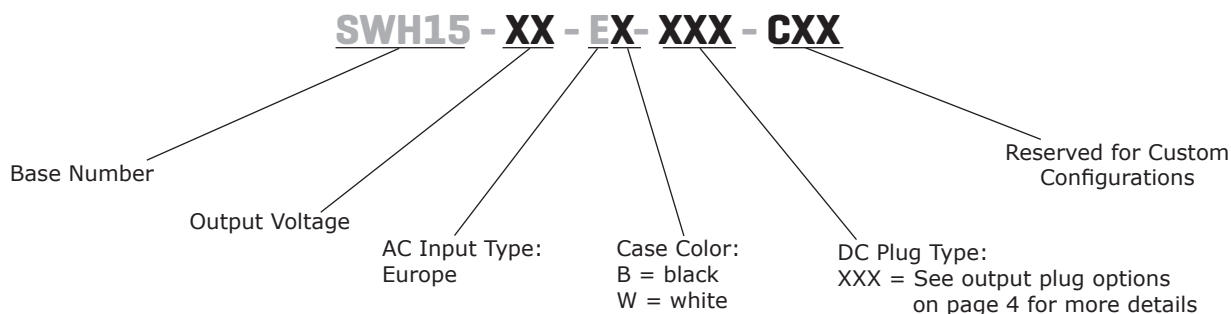 SWH15 - XX - EX- XXX - CXX
Base Number
Output Voltage
AC Input Type:
Europe
Case Color:
B = black
W = white
DC Plug Type:
XXX = See output plug options
on page 4 for more details
Reserved for Custom
Configurations